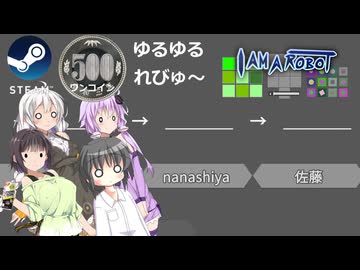 STEAM
500
ワンコイン
ゆるゆる
れびゅ～
I AM A ROBOT
→
→
nanashiya
佐藤